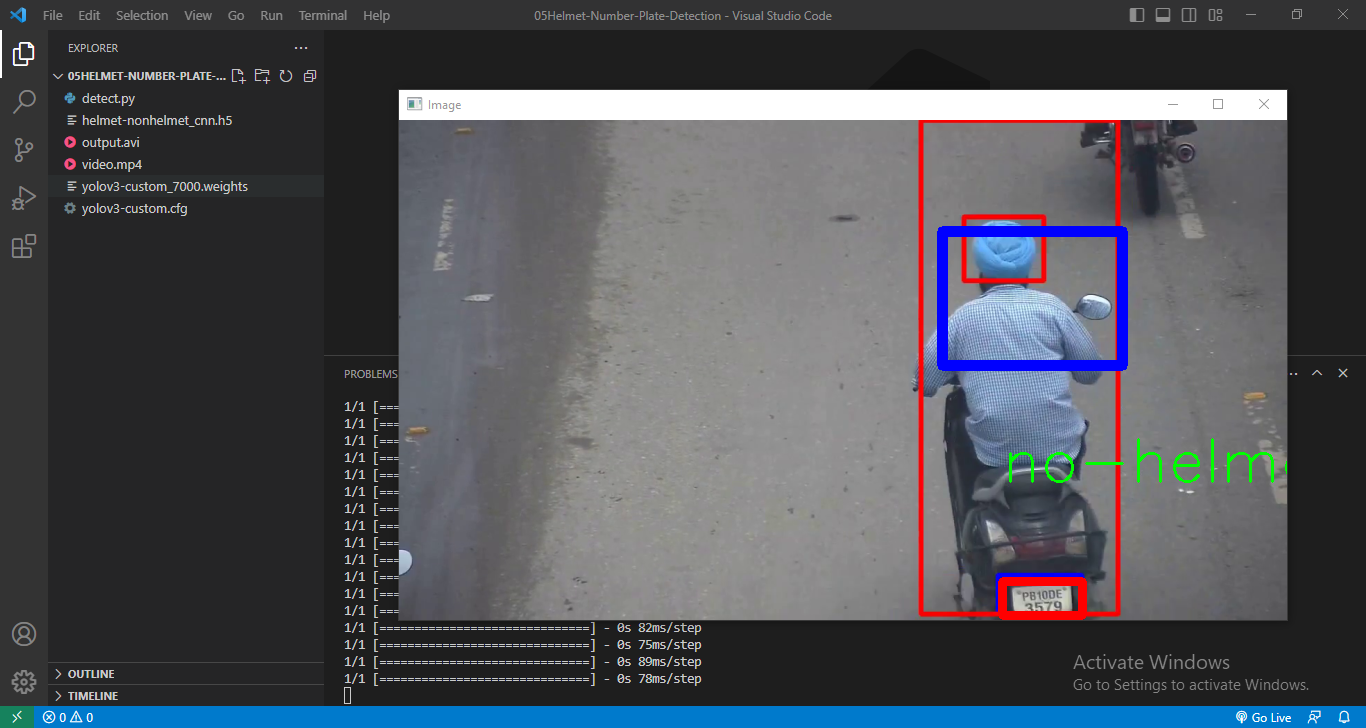 File Edit Selection View Go Run Terminal Help
05Helmet-Number-Plate-Detection - Visual Studio Code
EXPLORER
05HELMET-NUMBER-PLATE-...
detect.py
helmet-nonhelmet_cnn.h5
output.avi
video.mp4
yolov3-custom_7000.weights
yolov3-custom.cfg
Image
no-helm
PB10DE
3579
PROBLEMS
1/1 [===
1/1 [===
1/1 [===
1/1 [===
1/1 [===
1/1 [===
1/1 [===
1/1 [===
1/1 [===
1/1 [===
1/1 [===
1/1 [===
1/1 [===
1/1 [==============================] - 0s 82ms/step
1/1 [==============================] - 0s 75ms/step
1/1 [==============================] - 0s 89ms/step
1/1 [==============================] - 0s 78ms/step
OUTLINE
TIMELINE
Activate Windows
Go to Settings to activate Windows.
0 0
Go Live